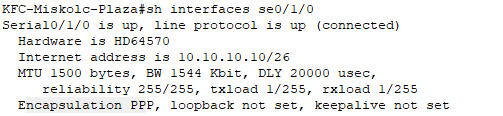 KFC-Miskolc-Plaza#sh interfaces se0/1/0
Serial0/1/0 is up, line protocol is up (connected)
Hardware is HD64570
Internet address is 10.10.10.10/26
MTU 1500 bytes, BW 1544 Kbit, DLY 20000 usec,
reliability 255/255, txload 1/255, rxload 1/255
Encapsulation PPP, loopback not set, keepalive not set